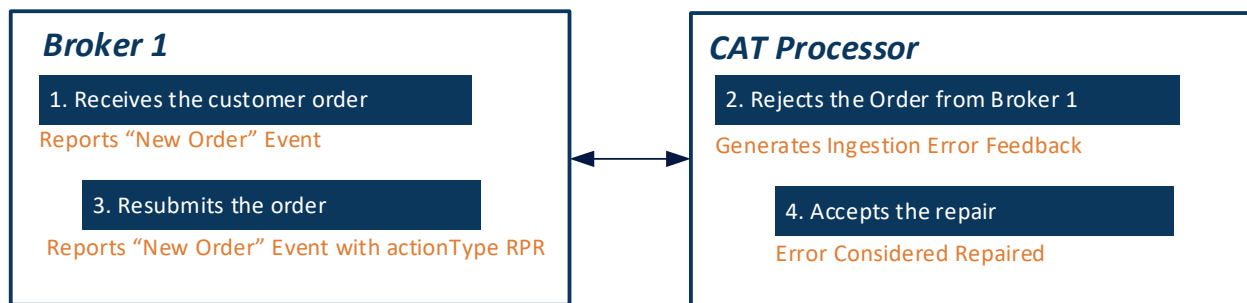 Broker 1
1. Receives the customer order
Reports “New Order” Event
3. Resubmits the order
Reports “New Order” Event with actionType RPR
CAT Processor
2. Rejects the Order from Broker 1
Generates Ingestion Error Feedback
4. Accepts the repair
Error Considered Repaired